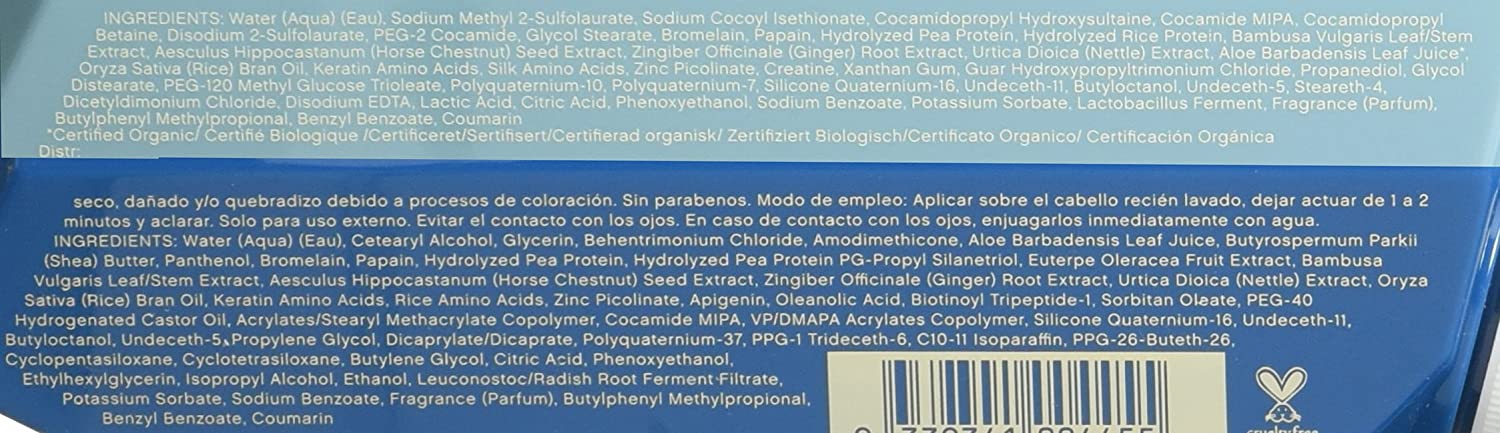 INGREDIENTS: Water (Aqua) (Eau), Sodium Methyl 2-Sulfolaurate, Sodium Cocoyl Isethionate, Cocamidopropyl Hydroxysultaine, Cocamide MIPA, Cocamidopropyl
Betaine, Disodium 2-Sulfolaurate, PEG-2 Cocamide, Glycol Stearate, Bromelain, Papain, Hydrolyzed Pea Protein, Hydrolyzed Rice Protein, Bambusa Vulgaris Leaf/Stem
Extract, Aesculus Hippocastanum (Horse Chestnut) Seed Extract, Zingiber Officinale (Ginger) Root Extract, Urtica Dioica (Nettle) Extract, Aloe Barbadensis Leaf Juice*,
Oryza Sativa (Rice) Bran Oil, Keratin Amino Acids, Silk Amino Acids, Zinc Picolinate, Creatine, Xanthan Gum, Guar Hydroxypropyltrimonium Chloride, Propanediol, Glycol
Distearate, PEG-120 Methyl Glucose Trioleate, Polyquaternium-10, Polyquaternium-7, Silicone Quaternium-16, Undeceth-11, Butyloctanol, Undeceth-5, Steareth-4,
Dicetyldimonium Chloride, Disodium EDTA, Lactic Acid, Citric Acid, Phenoxyethanol, Sodium Benzoate, Potassium Sorbate, Lactobacillus Ferment, Fragrance (Parfum),
Butylphenyl Methylpropional, Benzyl Benzoate, Coumarin
*Certified Organic/ Certifié Biologique /Certificeret/Sertifisert/Certifierad organisk/ Zertifiziert Biologisch/Certificato Organico/ Certificación Orgánica
Distr:
seco, dañado y/o quebradizo debido a procesos de coloración. Sin parabenos. Modo de empleo: Aplicar sobre el cabello recién lavado, dejar actuar de 1 a 2
minutos y aclarar. Solo para uso externo. Evitar el contacto con los ojos. En caso de contacto con los ojos, enjuagarlos inmediatamente con agua.
INGREDIENTS: Water (Aqua) (Eau), Cetearyl Alcohol, Glycerin, Behentrimonium Chloride, Amodimethicone, Aloe Barbadensis Leaf Juice, Butyrospermum Parkii
(Shea) Butter, Panthenol, Bromelain, Papain, Hydrolyzed Pea Protein, Hydrolyzed Pea Protein PG-Propyl Silanetriol, Euterpe Oleracea Fruit Extract, Bambusa
Vulgaris Leaf/Stem Extract, Aesculus Hippocastanum (Horse Chestnut) Seed Extract, Zingiber Officinale (Ginger) Root Extract, Urtica Dioica (Nettle) Extract, Oryza
Sativa (Rice) Bran Oil, Keratin Amino Acids, Rice Amino Acids, Zinc Picolinate, Apigenin, Oleanolic Acid, Biotinoyl Tripeptide-1, Sorbitan Oleate, PEG-40
Hydrogenated Castor Oil, Acrylates/Stearyl Methacrylate Copolymer, Cocamide MIPA, VP/DMAPA Acrylates Copolymer, Silicone Quaternium-16, Undeceth-11,
Butyloctanol, Undeceth-5, Propylene Glycol, Dicaprylate/Dicaprate, Polyquaternium-37, PPG-1 Trideceth-6, C10-11 Isoparaffin, PPG-26-Buteth-26,
Cyclopentasiloxane, Cyclotetrasiloxane, Butylene Glycol, Citric Acid, Phenoxyethanol,
Ethylhexylglycerin, Isopropyl Alcohol, Ethanol, Leuconostoc/Radish Root Ferment Filtrate,
Potassium Sorbate, Sodium Benzoate, Fragrance (Parfum), Butylphenyl Methylpropional,
Benzyl Benzoate, Coumarin
cruelty free